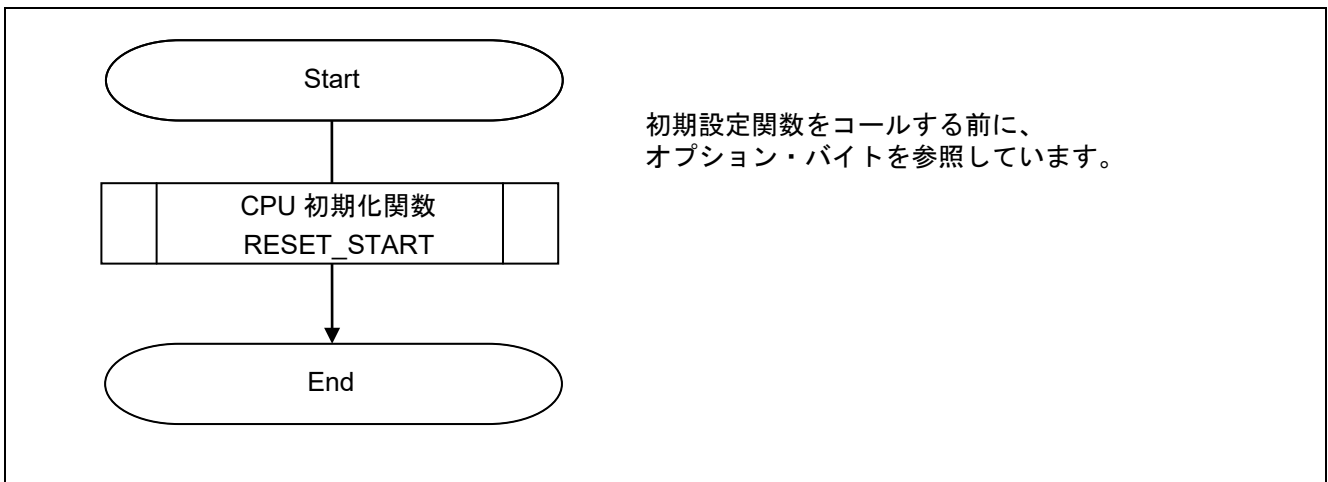 Start
初期設定関数をコールする前に、
オプション・バイトを参照しています。
CPU 初期化関数
RESET_START
End